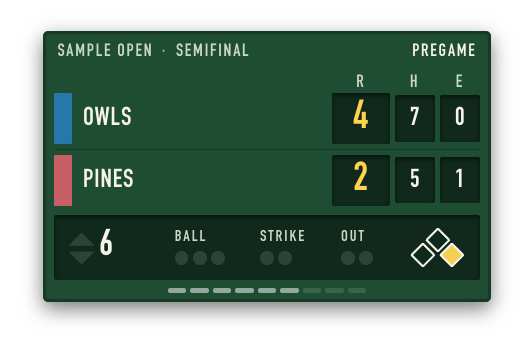 SAMPLE OPEN · SEMIFINAL PREGAME
R H E
OWLS 4 7 0
PINES 2 5 1
6 BALL STRIKE OUT